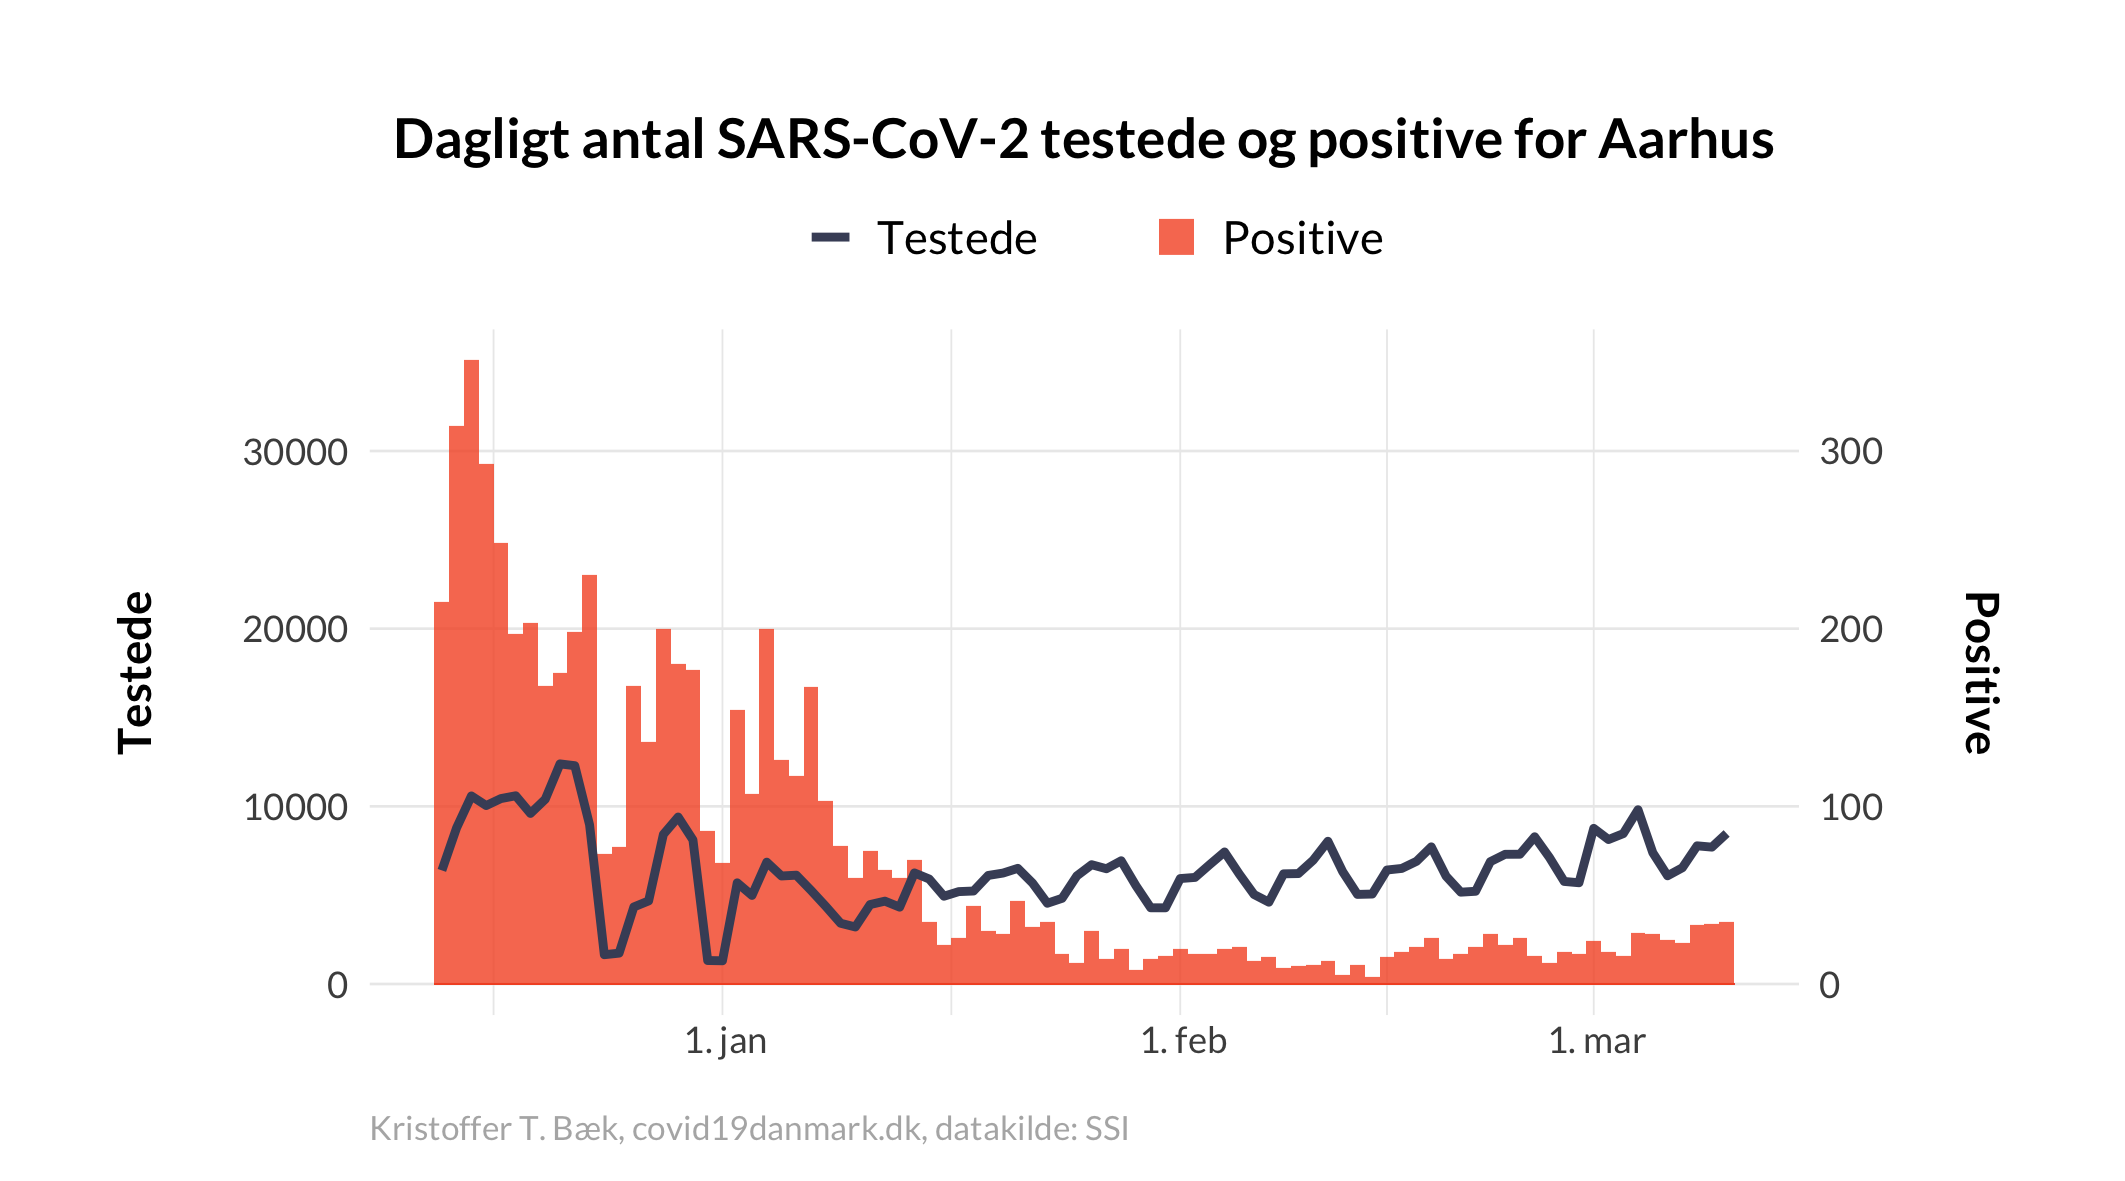 Dagligt antal SARS-CoV-2 testede og positive for Aarhus
Testede Positive
30000 300
20000 200
10000 100
0 0
Testede
Positive
1. jan 1. feb 1. mar
Kristoffer T. Bæk, covid19danmark.dk, datakilde: SSI